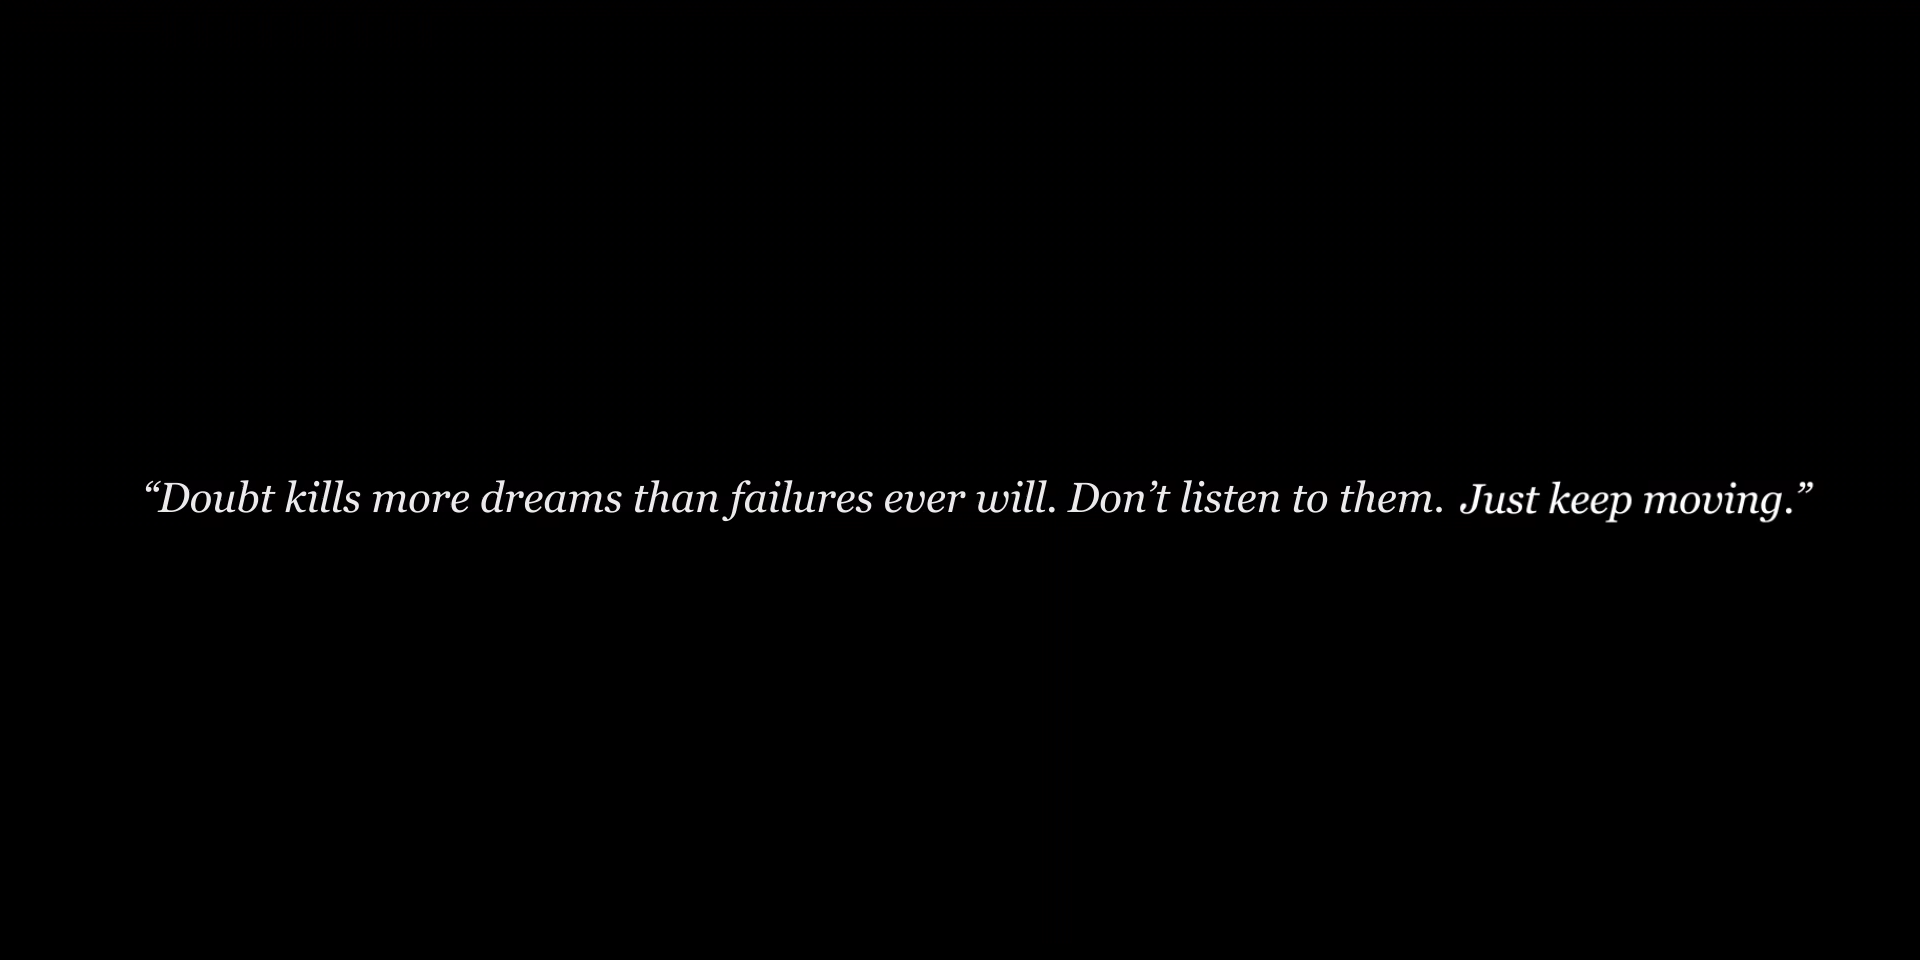 “Doubt kills more dreams than failures ever will. Don’t listen to them. Just keep moving.”